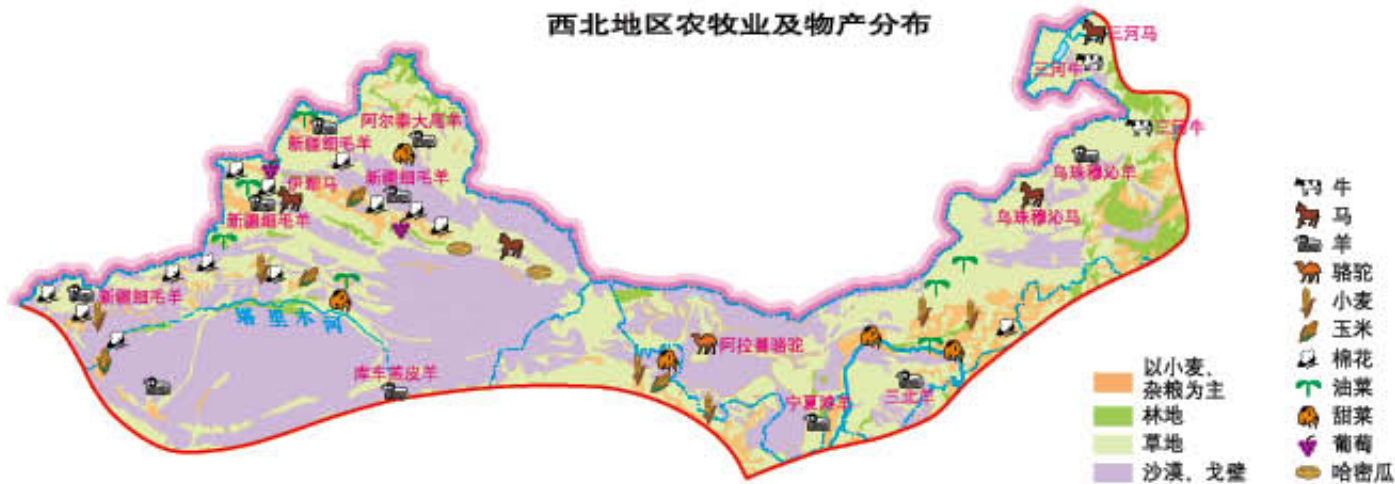 西北地区农牧业及物产分布
三河马
三河牛
三河牛
阿尔泰大尾羊
新疆细毛羊
新疆细毛羊
伊犁马
新疆细毛羊
乌珠穆沁羊
乌珠穆沁马
新疆细毛羊
塔里木河
库车羔皮羊
阿拉善骆驼
宁夏滩羊
三北羊
以小麦、
杂粮为主
林地
草地
沙漠、戈壁
牛
马
羊
骆驼
小麦
玉米
棉花
油菜
甜菜
葡萄
哈密瓜